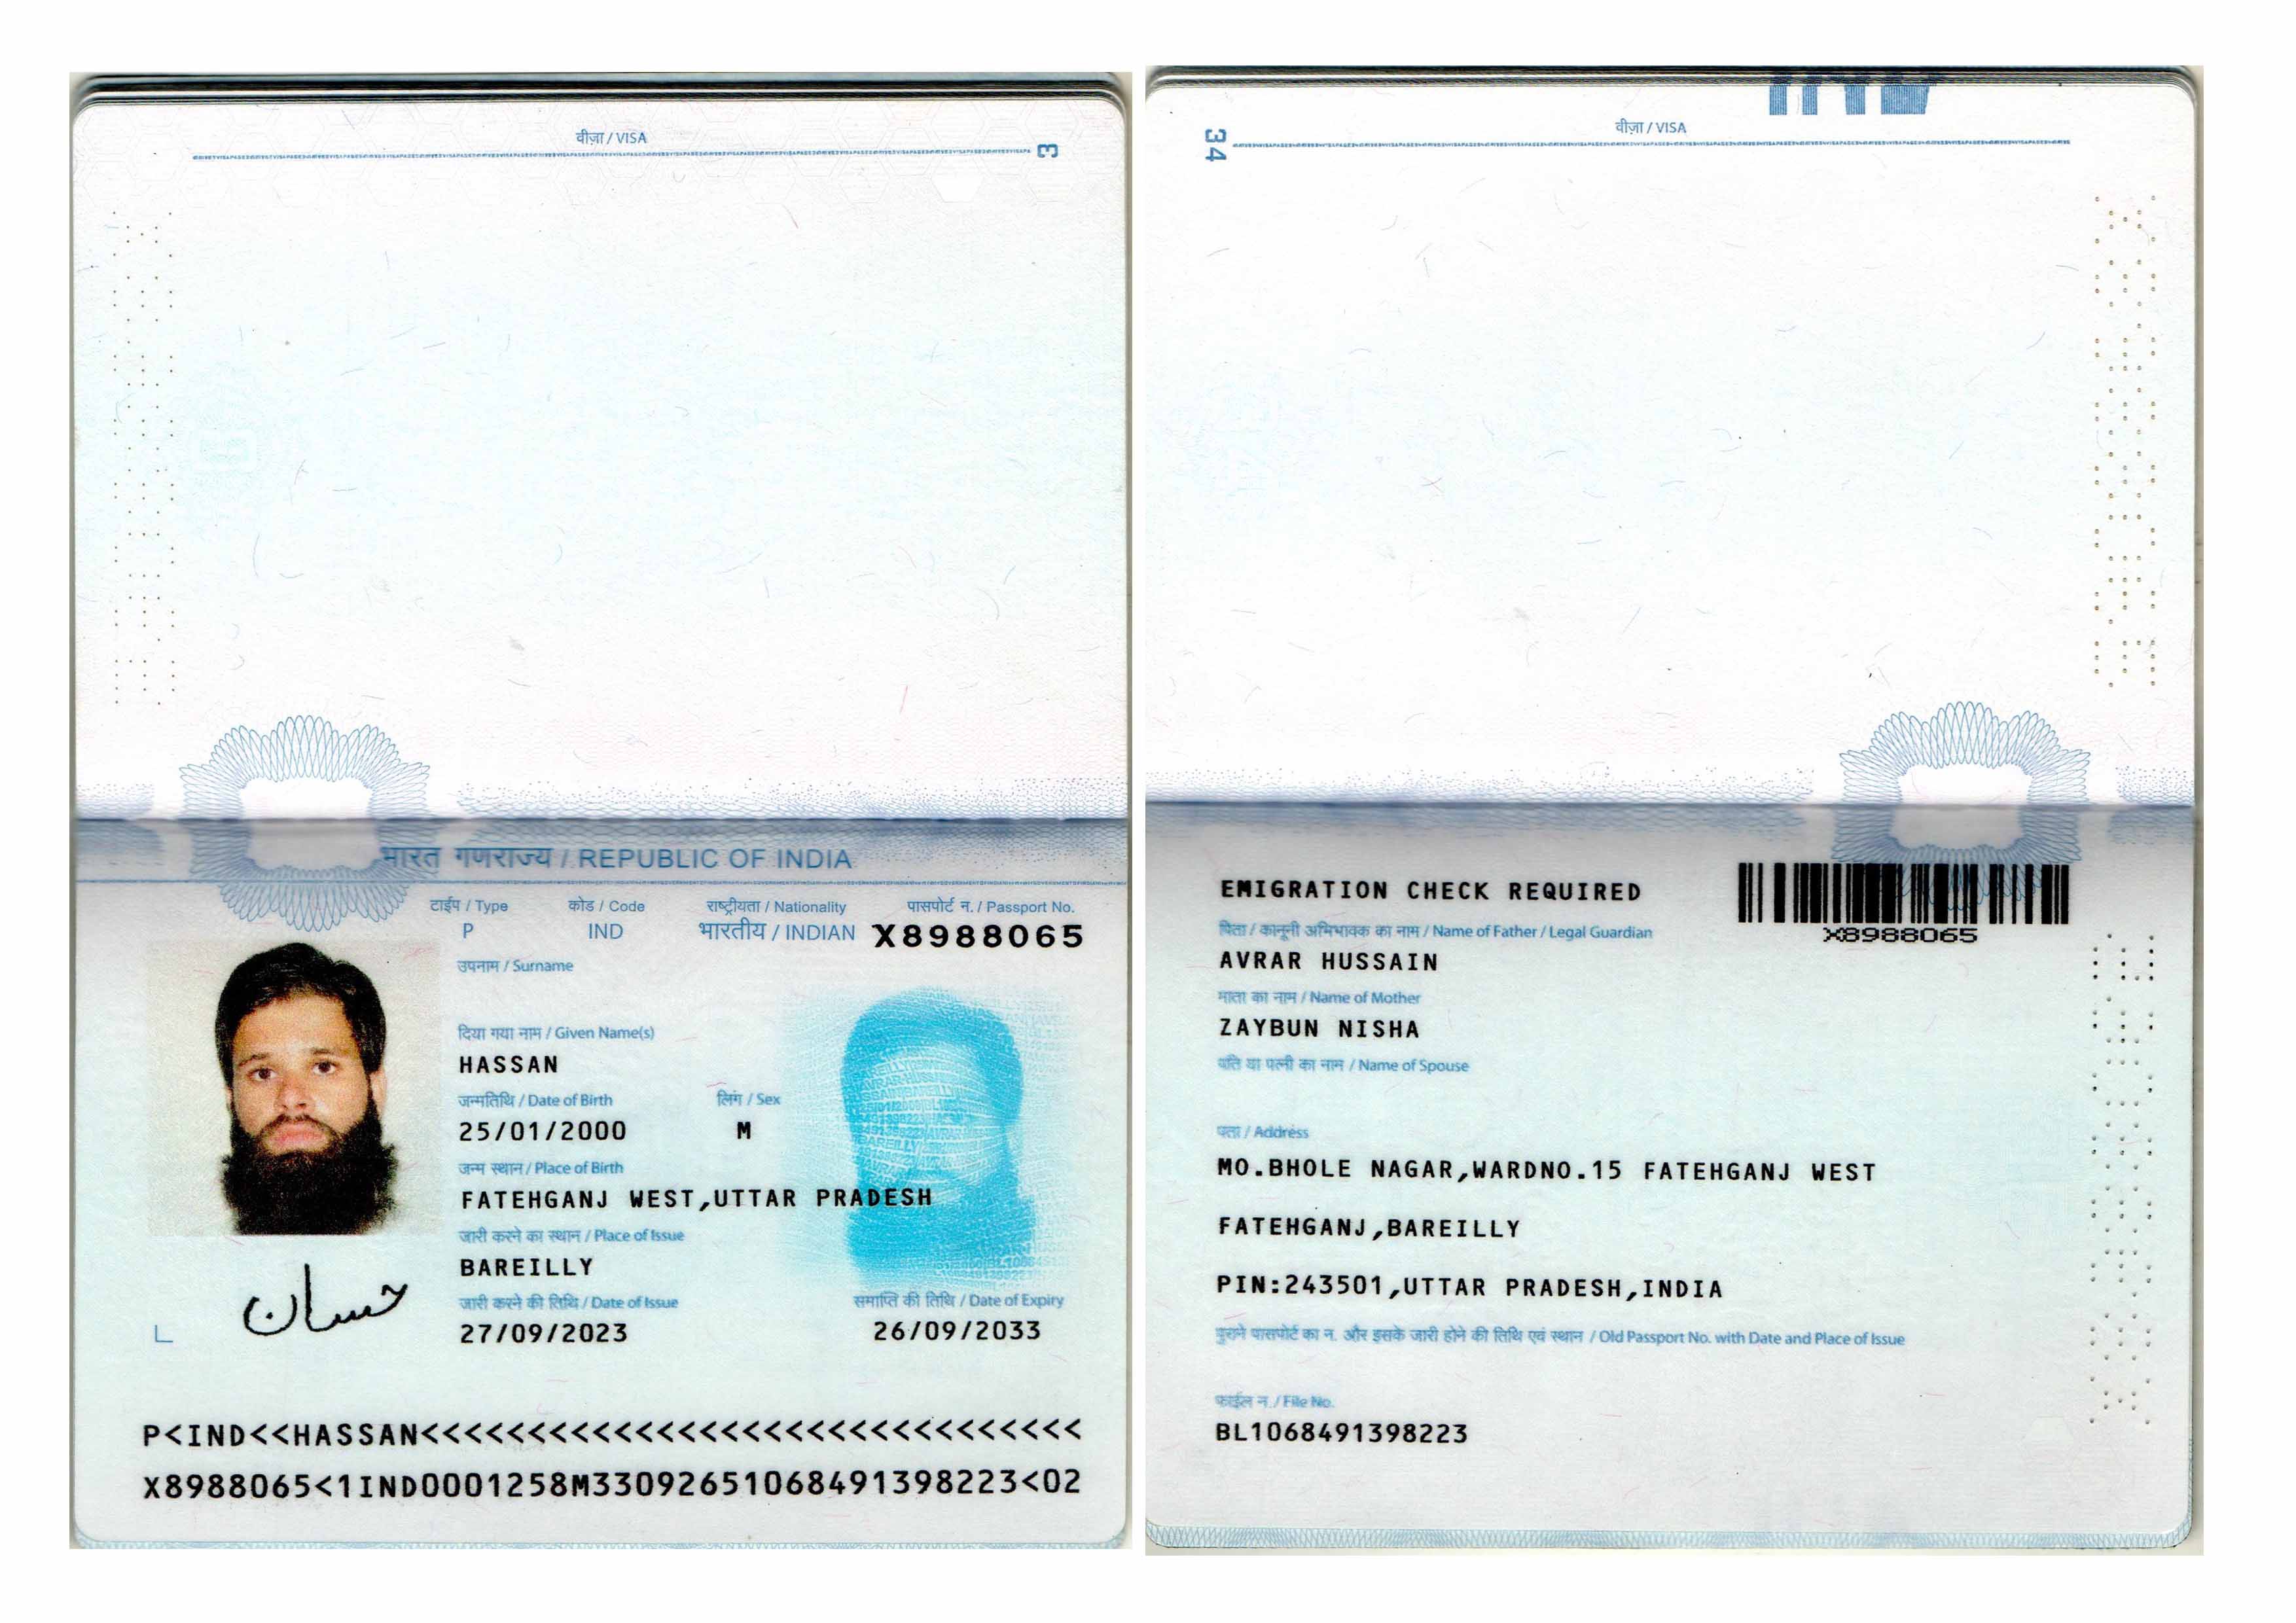 वीज़ा / VISA
3
भारत गणराज्य / REPUBLIC OF INDIA
टाईप / Type
कोड / Code
राष्ट्रीयता / Nationality
पासपोर्ट न. / Passport No.
P
IND
भारतीय / INDIAN
X8988065
उपनाम / Surname
दिया गया नाम / Given Name(s)
HASSAN
जन्मतिथि / Date of Birth
लिंग / Sex
25/01/2000
M
जन्म स्थान / Place of Birth
FATEHGANJ WEST,UTTAR PRADESH
जारी करने का स्थान / Place of Issue
BAREILLY
जारी करने की तिथि / Date of Issue
समाप्ति की तिथि / Date of Expiry
27/09/2023
26/09/2033
حسان
P<IND<<HASSAN<<<<<<<<<<<<<<<<<<<<<<<<<<<<<<<
X8988065<1IND0001258M33092651068491398223<02
34
वीज़ा / VISA
EMIGRATION CHECK REQUIRED
X8988065
पिता / कानूनी अभिभावक का नाम / Name of Father / Legal Guardian
AVRAR HUSSAIN
माता का नाम / Name of Mother
ZAYBUN NISHA
पति या पत्नी का नाम / Name of Spouse
पता / Address
MO.BHOLE NAGAR,WARDNO.15 FATEHGANJ WEST
FATEHGANJ,BAREILLY
PIN:243501,UTTAR PRADESH,INDIA
पुराने पासपोर्ट का न. और इसके जारी होने की तिथि एवं स्थान / Old Passport No. with Date and Place of Issue
फाईल न. / File No.
BL1068491398223